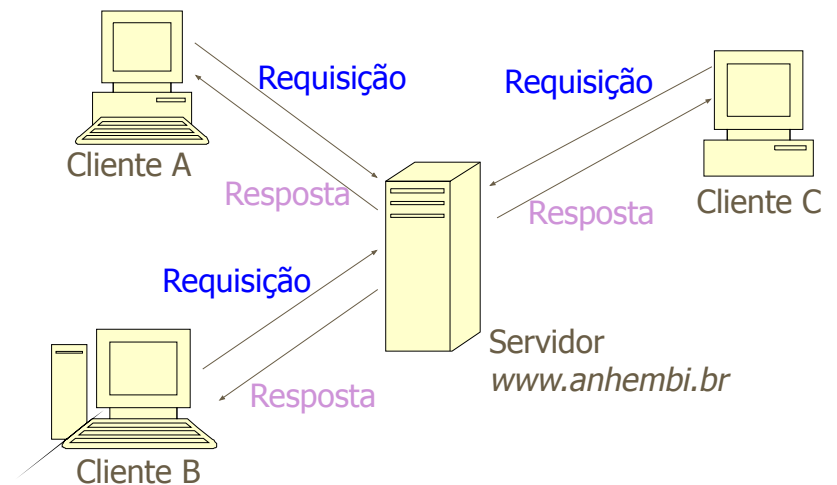 Requisição
Requisição
Cliente A
Resposta
Resposta
Cliente C
Requisição
Servidor
www.anhembi.br
Resposta
Cliente B